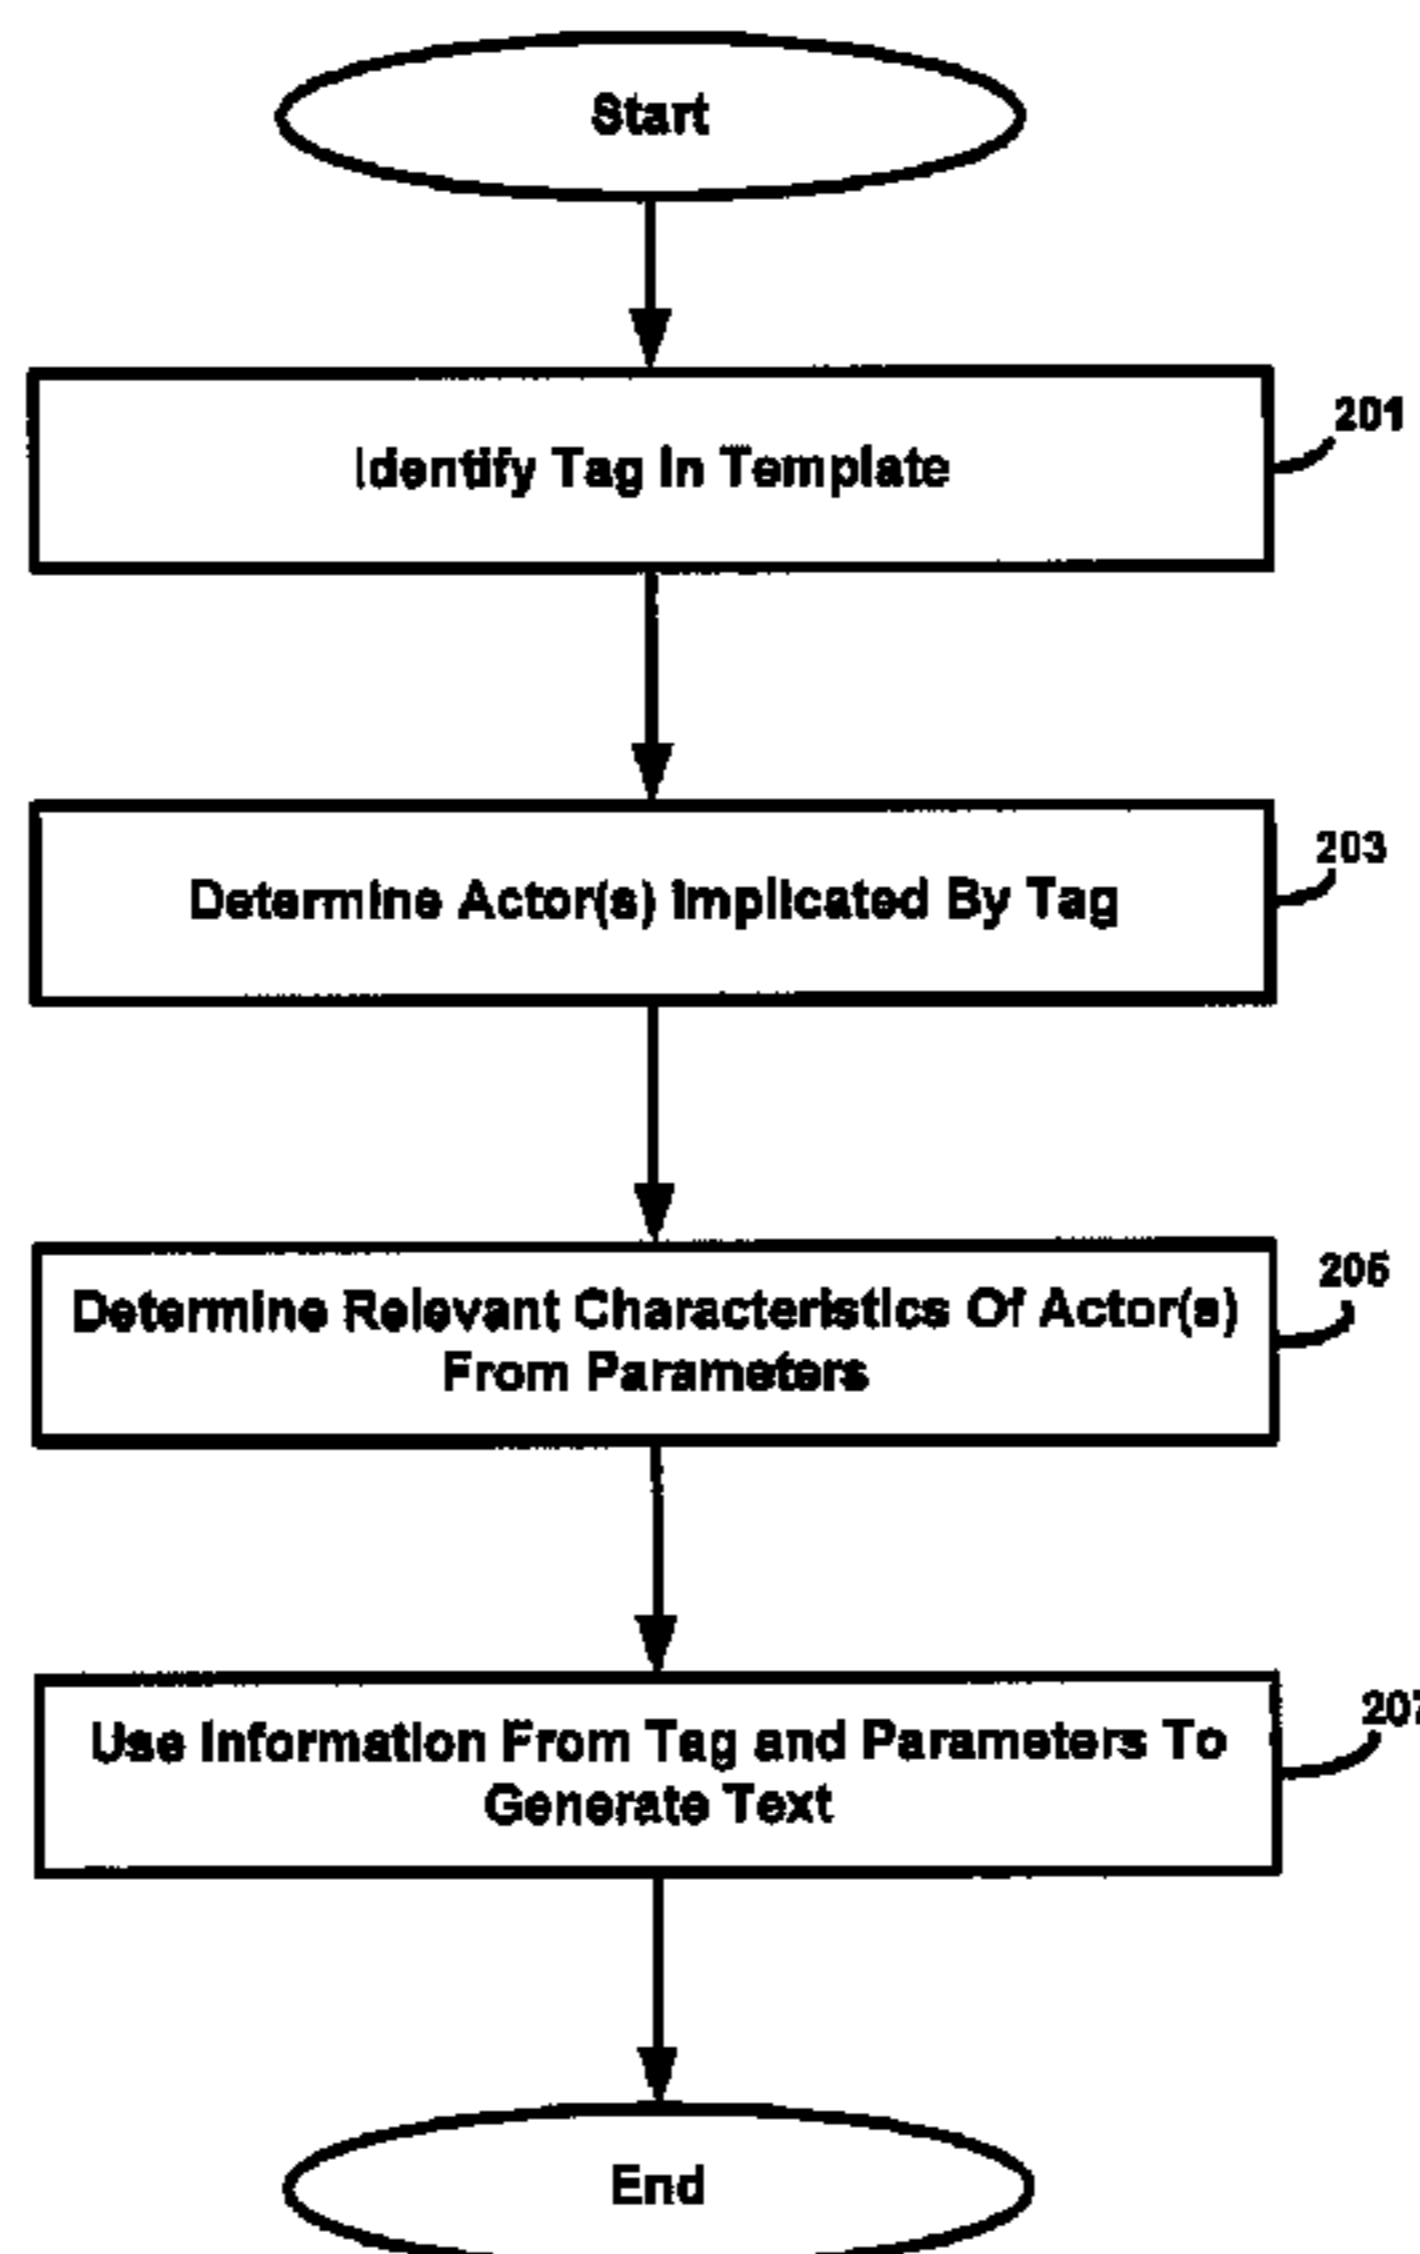 Start
Identify Tag In Template
201
Determine Actor(s) Implicated By Tag
203
Determine Relevant Characteristics Of Actor(s)
From Parameters
205
Use Information From Tag and Parameters To
Generate Text
207
End